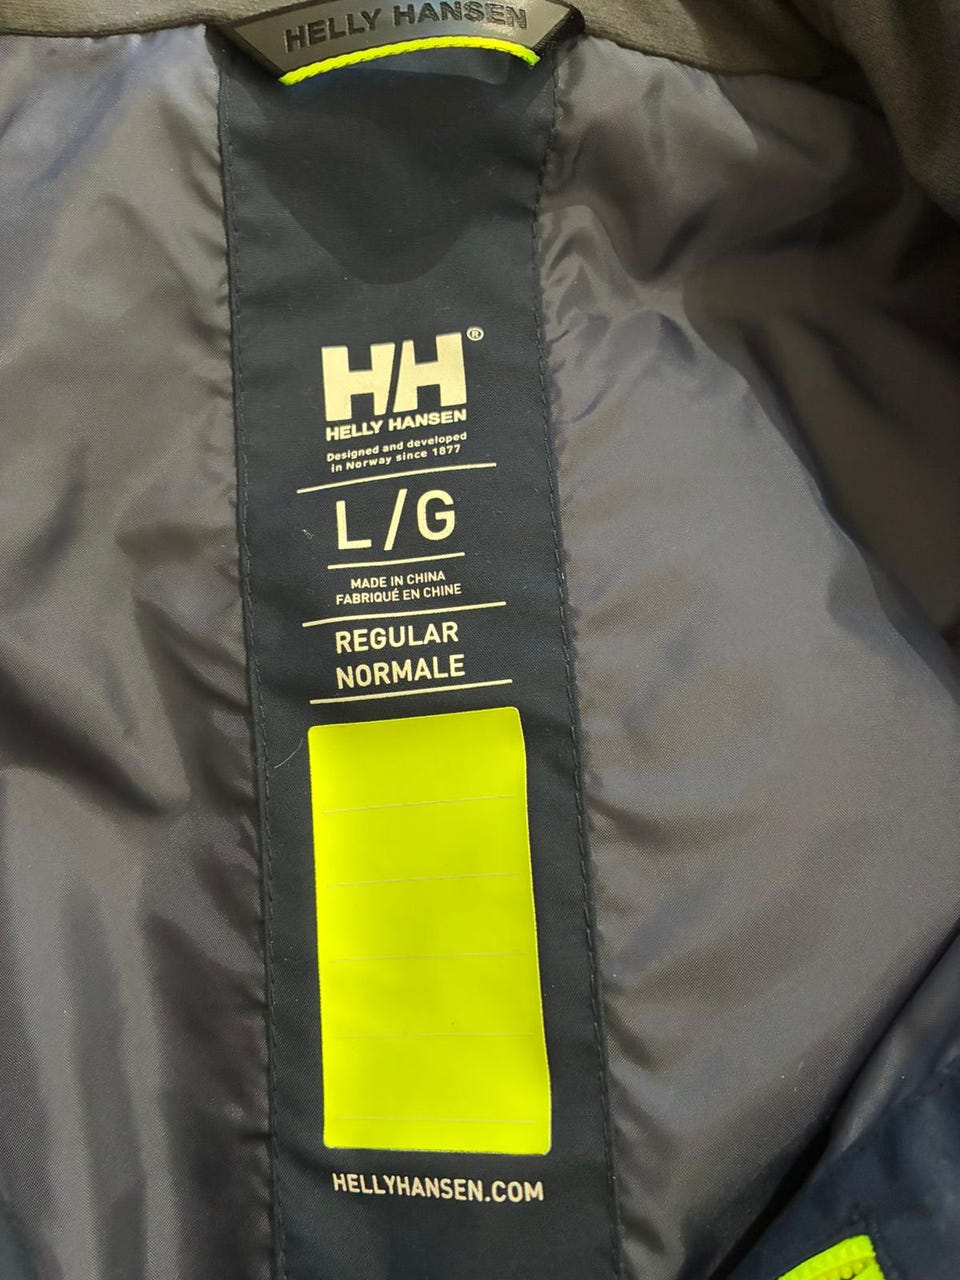 HELLY HANSEN
HH®
HELLY HANSEN
Designed and developed
in Norway since 1877
L/G
MADE IN CHINA
FABRIQUÉ EN CHINE
REGULAR
NORMALE
HELLYHANSEN.COM